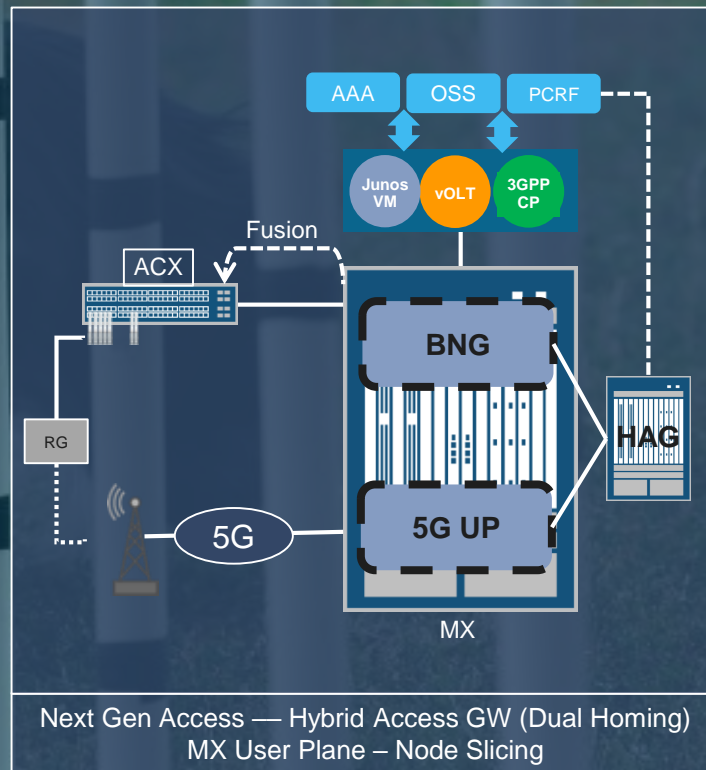 AAA
OSS
PCRF
Junos
VM
vOLT
3GPP
CP
Fusion
ACX
BNG
HAG
RG
5G
5G UP
MX
Next Gen Access — Hybrid Access GW (Dual Homing)
MX User Plane – Node Slicing